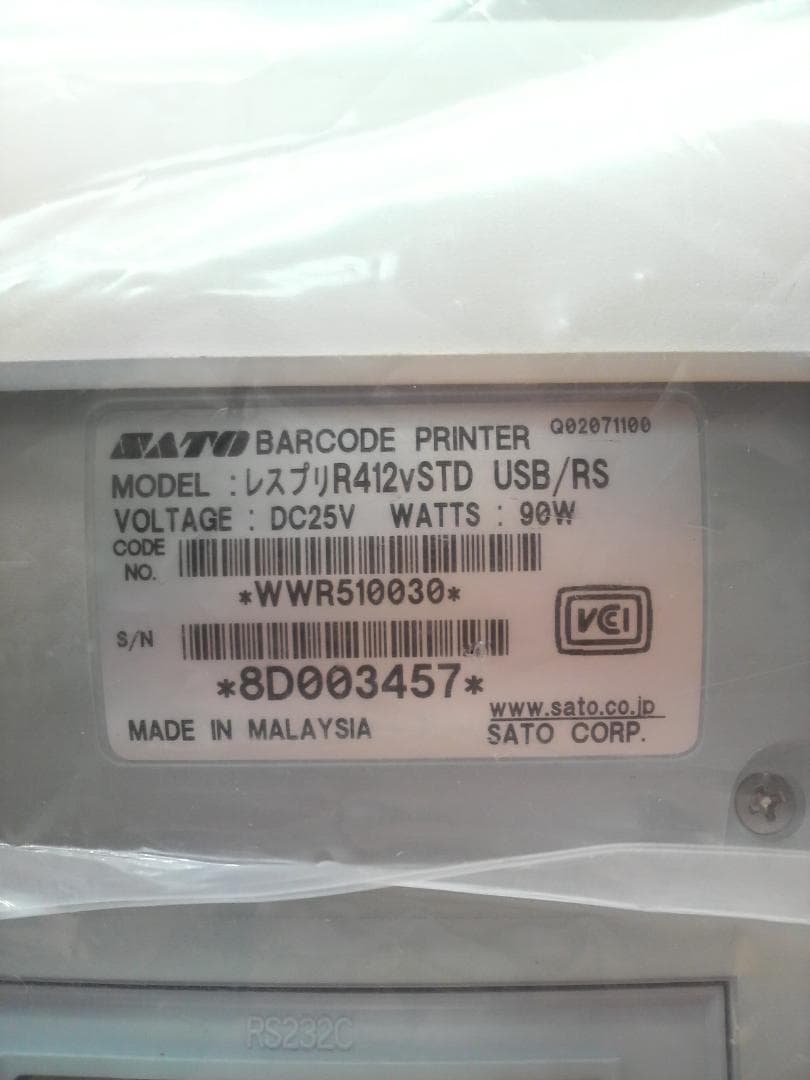 SATO BARCODE PRINTER Q02071100
MODEL :レスプリR412vSTD USB/RS
VOLTAGE : DC25V WATTS : 90W
CODE
NO.
*WWR510030*
S/N
VCCI
*8D003457*
www.sato.co.jp
MADE IN MALAYSIA SATO CORP.
RS232C